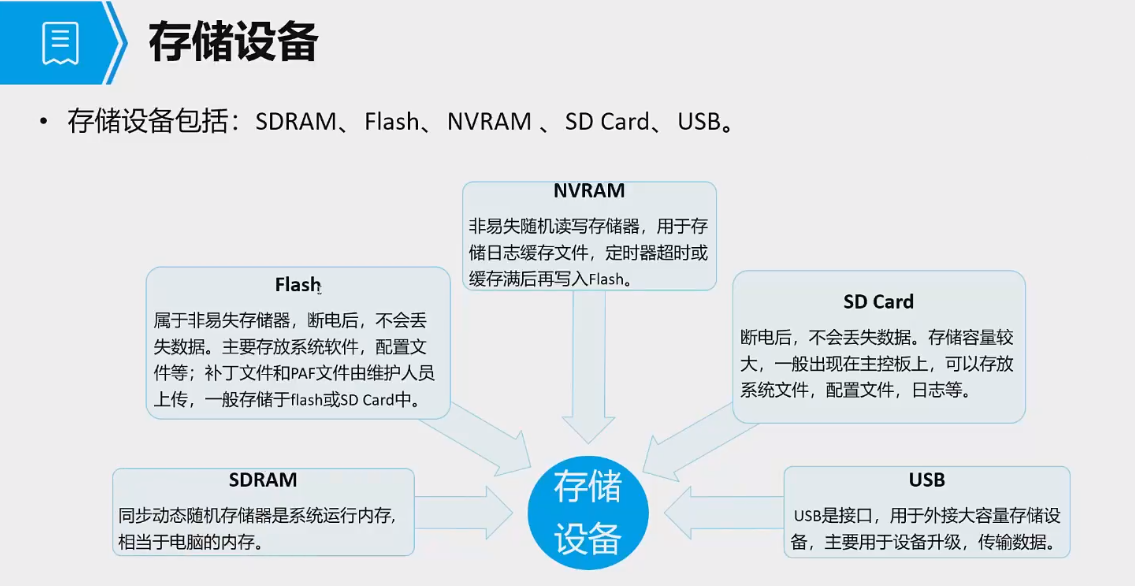 存储设备
• 存储设备包括：SDRAM、Flash、NVRAM 、SD Card、USB。
NVRAM
非易失随机读写存储器，用于存
储日志缓存文件，定时器超时或
缓存满后再写入Flash。
Flash
属于非易失存储器，断电后，不会丢
失数据。主要存放系统软件，配置文
件等；补丁文件和PAF文件由维护人员
上传，一般存储于flash或SD Card中。
SD Card
断电后，不会丢失数据。存储容量较
大，一般出现在主控板上，可以存放
系统文件，配置文件，日志等。
SDRAM
同步动态随机存储器是系统运行内存，
相当于电脑的内存。
存储
设备
USB
USB是接口，用于外接大容量存储设
备，主要用于设备升级，传输数据。